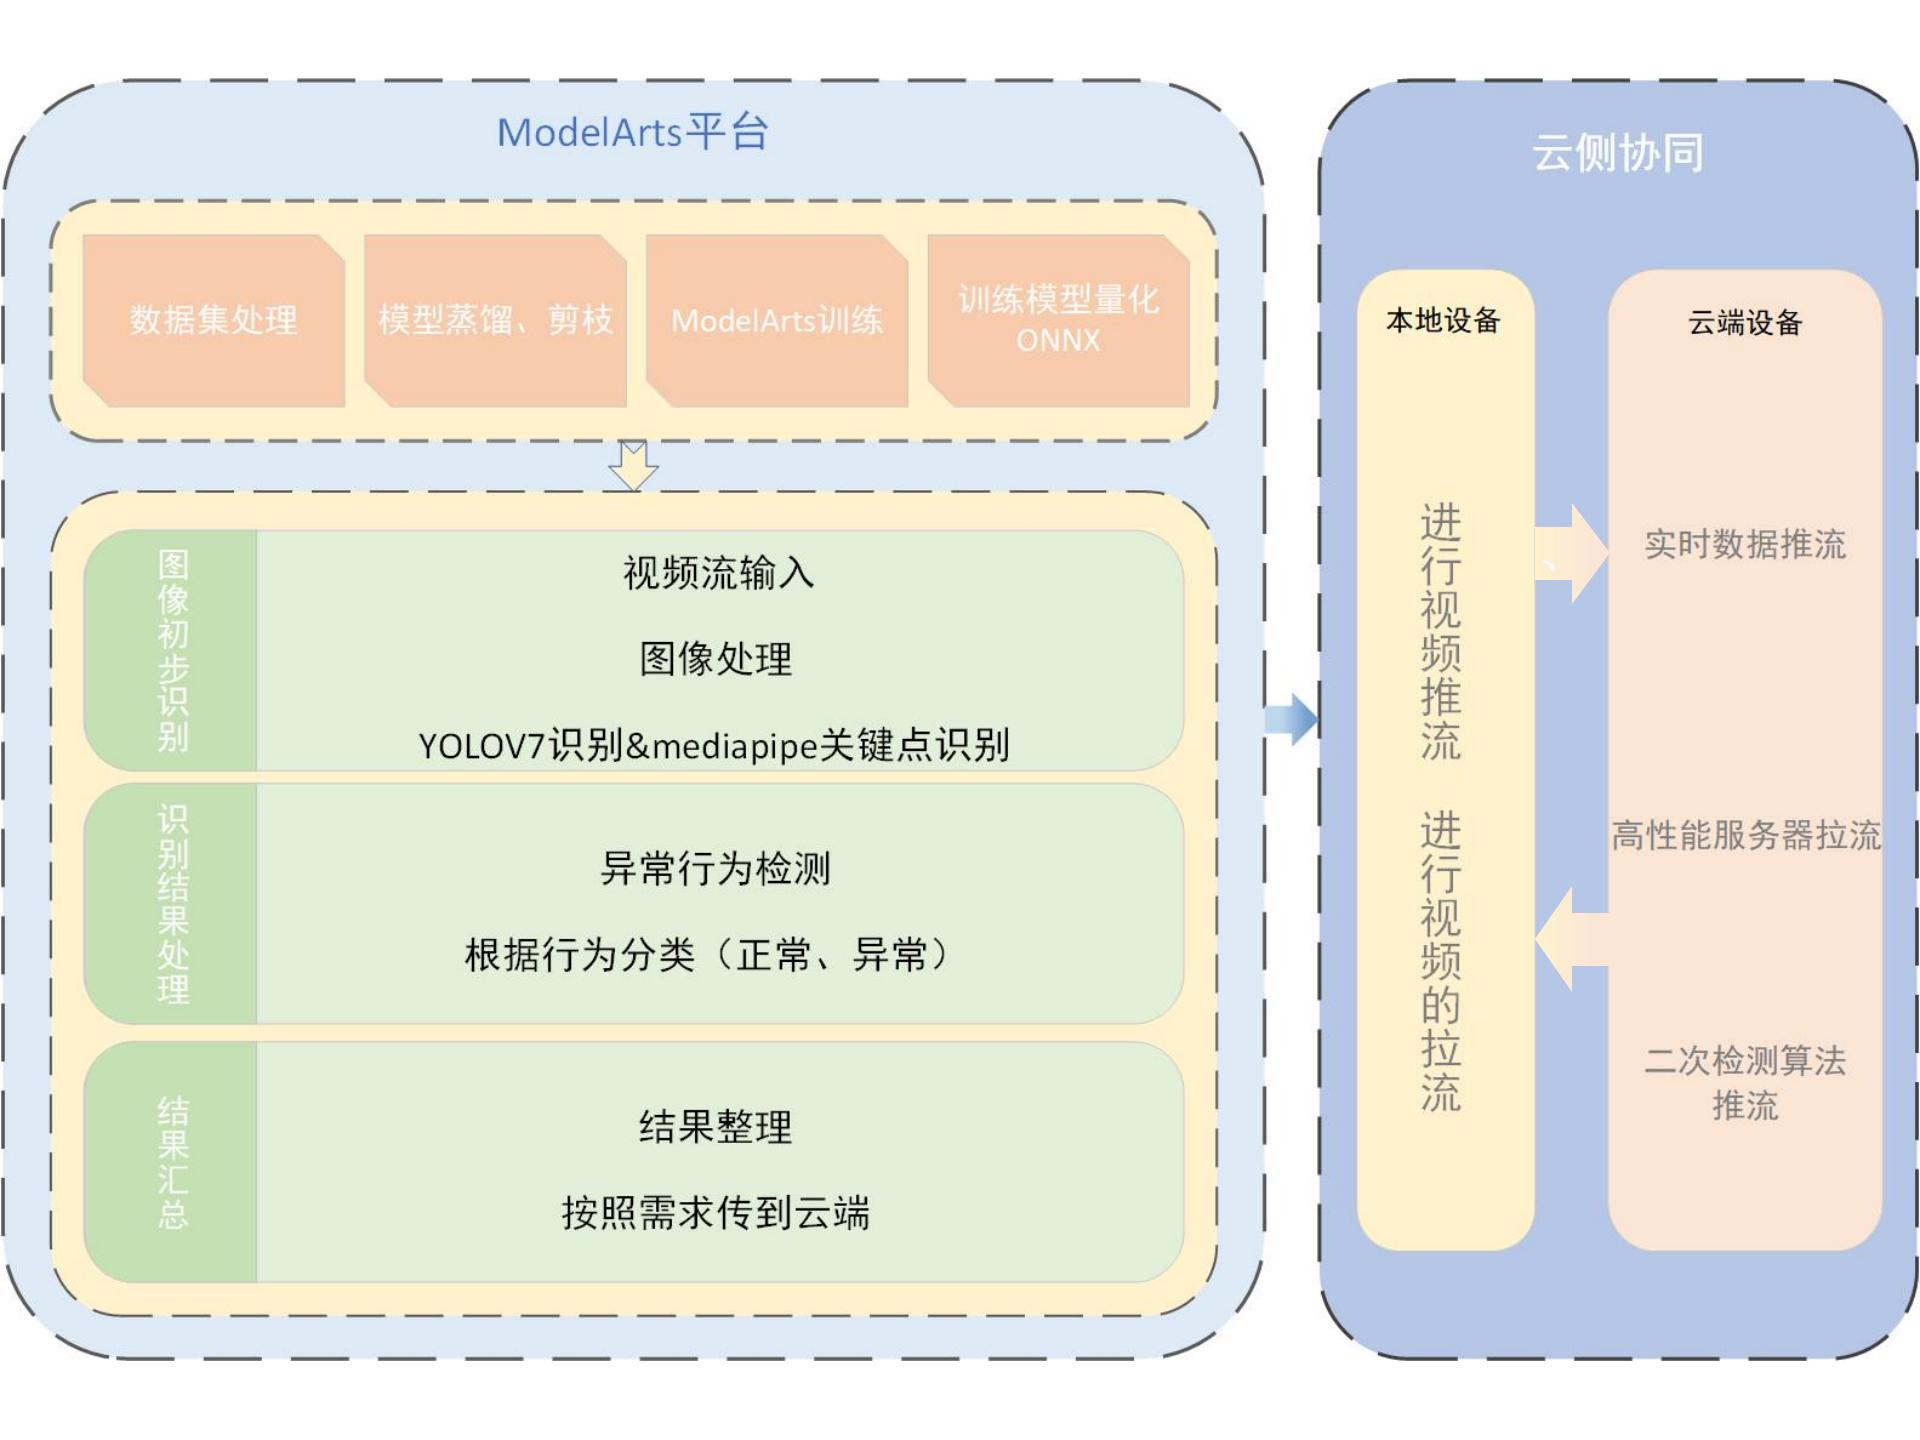 ModelArts平台
数据集处理
模型蒸馏、剪枝
ModelArts训练
训练模型量化
ONNX
图像初步识别
视频流输入
图像处理
YOLOV7识别&mediapipe关键点识别
识别结果处理
异常行为检测
根据行为分类（正常、异常）
结果汇总
结果整理
按照需求传到云端
云侧协同
本地设备
进行视频推流
进行视频的拉流
、
云端设备
实时数据推流
高性能服务器拉流
二次检测算法
推流